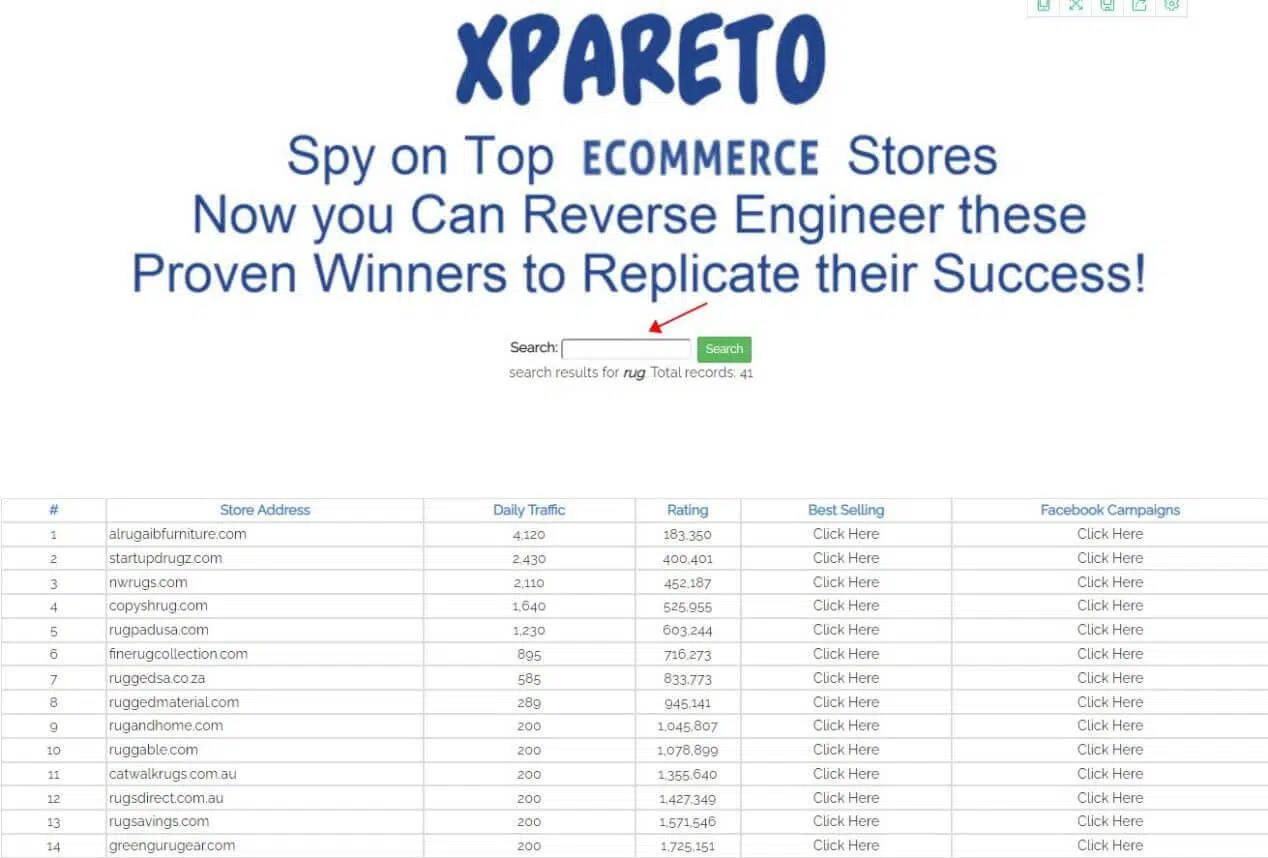 XPARETO
Spy on Top ECOMMERCE Stores
Now you Can Reverse Engineer these
Proven Winners to Replicate their Success!
Search: Search
search results for rug. Total records: 41
# Store Address Daily Traffic Rating Best Selling Facebook Campaigns
1 alrugaibfurniture.com 4,120 183,350 Click Here Click Here
2 startupdrugz.com 2,430 400,401 Click Here Click Here
3 nwrugs.com 2,110 452,187 Click Here Click Here
4 copyshrug.com 1,640 525,955 Click Here Click Here
5 rugpadusa.com 1,230 603,244 Click Here Click Here
6 finerugcollection.com 895 716,273 Click Here Click Here
7 ruggedsa.co.za 585 833,773 Click Here Click Here
8 ruggedmaterial.com 289 945,141 Click Here Click Here
9 rugandhome.com 200 1,045,807 Click Here Click Here
10 ruggable.com 200 1,078,899 Click Here Click Here
11 catwalkrugs.com.au 200 1,355,640 Click Here Click Here
12 rugsdirect.com.au 200 1,427,349 Click Here Click Here
13 rugsavings.com 200 1,571,546 Click Here Click Here
14 greengurugear.com 200 1,725,151 Click Here Click Here